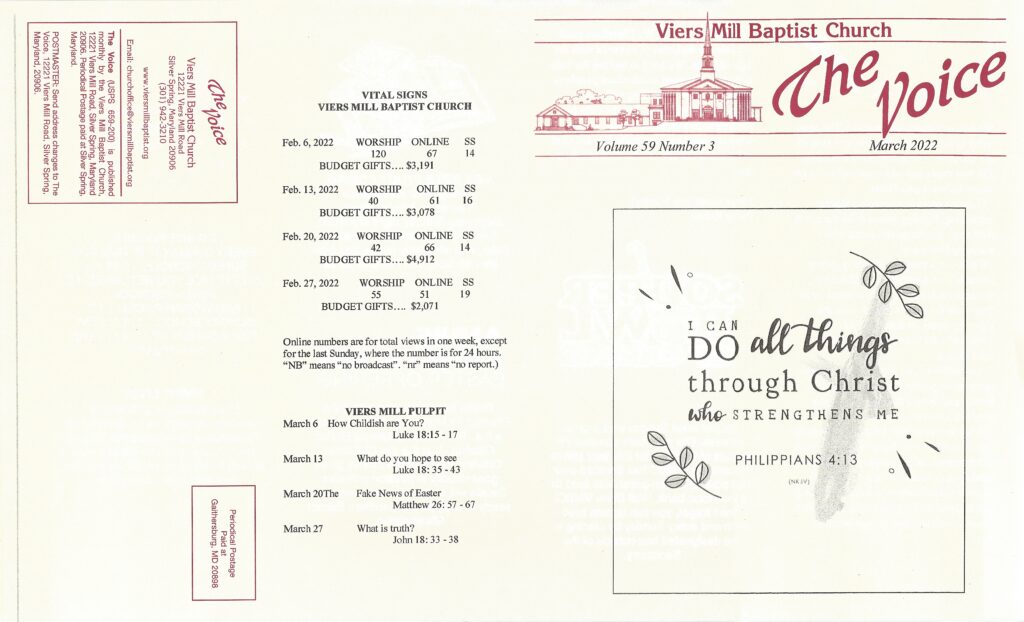 The Voice
Viers Mill Baptist Church
12221 Viers Mill Road
Silver Spring, Maryland 20906
(301) 942-3210
www.viersmillbaptist.org
Email: churchoffice@viersmillbaptist.org
The Voice (USPS 659-200) is published
monthly by the Viers Mill Baptist Church,
12221 Viers Mill Road, Silver Spring, Maryland
20906. Periodical Postage paid at Silver Spring,
Maryland.
POSTMASTER: Send address changes to The
Voice, 12221 Viers Mill Road, Silver Spring,
Maryland, 20906
Periodical Postage
Paid at
Gaithersburg, MD 20898
VITAL SIGNS
VIERS MILL BAPTIST CHURCH
Feb. 6, 2022 WORSHIP ONLINE SS
120 67 14
BUDGET GIFTS…. $3,191
Feb. 13, 2022 WORSHIP ONLINE SS
40 61 16
BUDGET GIFTS…. $3,078
Feb. 20, 2022 WORSHIP ONLINE SS
42 66 14
BUDGET GIFTS…. $4,912
Feb. 27, 2022 WORSHIP ONLINE SS
55 51 19
BUDGET GIFTS…. $2,071
Online numbers are for total views in one week, except
for the last Sunday, where the number is for 24 hours.
“NB” means “no broadcast”. “nr” means “no report.)
VIERS MILL PULPIT
March 6 How Childish are You?
Luke 18:15 - 17
March 13 What do you hope to see
Luke 18: 35 - 43
March 20The Fake News of Easter
Matthew 26: 57 - 67
March 27 What is truth?
John 18: 33 - 38
Viers Mill Baptist Church
The Voice
Volume 59 Number 3 March 2022
I CAN
DO all things
through Christ
who STRENGTHENS ME
PHILIPPIANS 4:13
(NKJV)